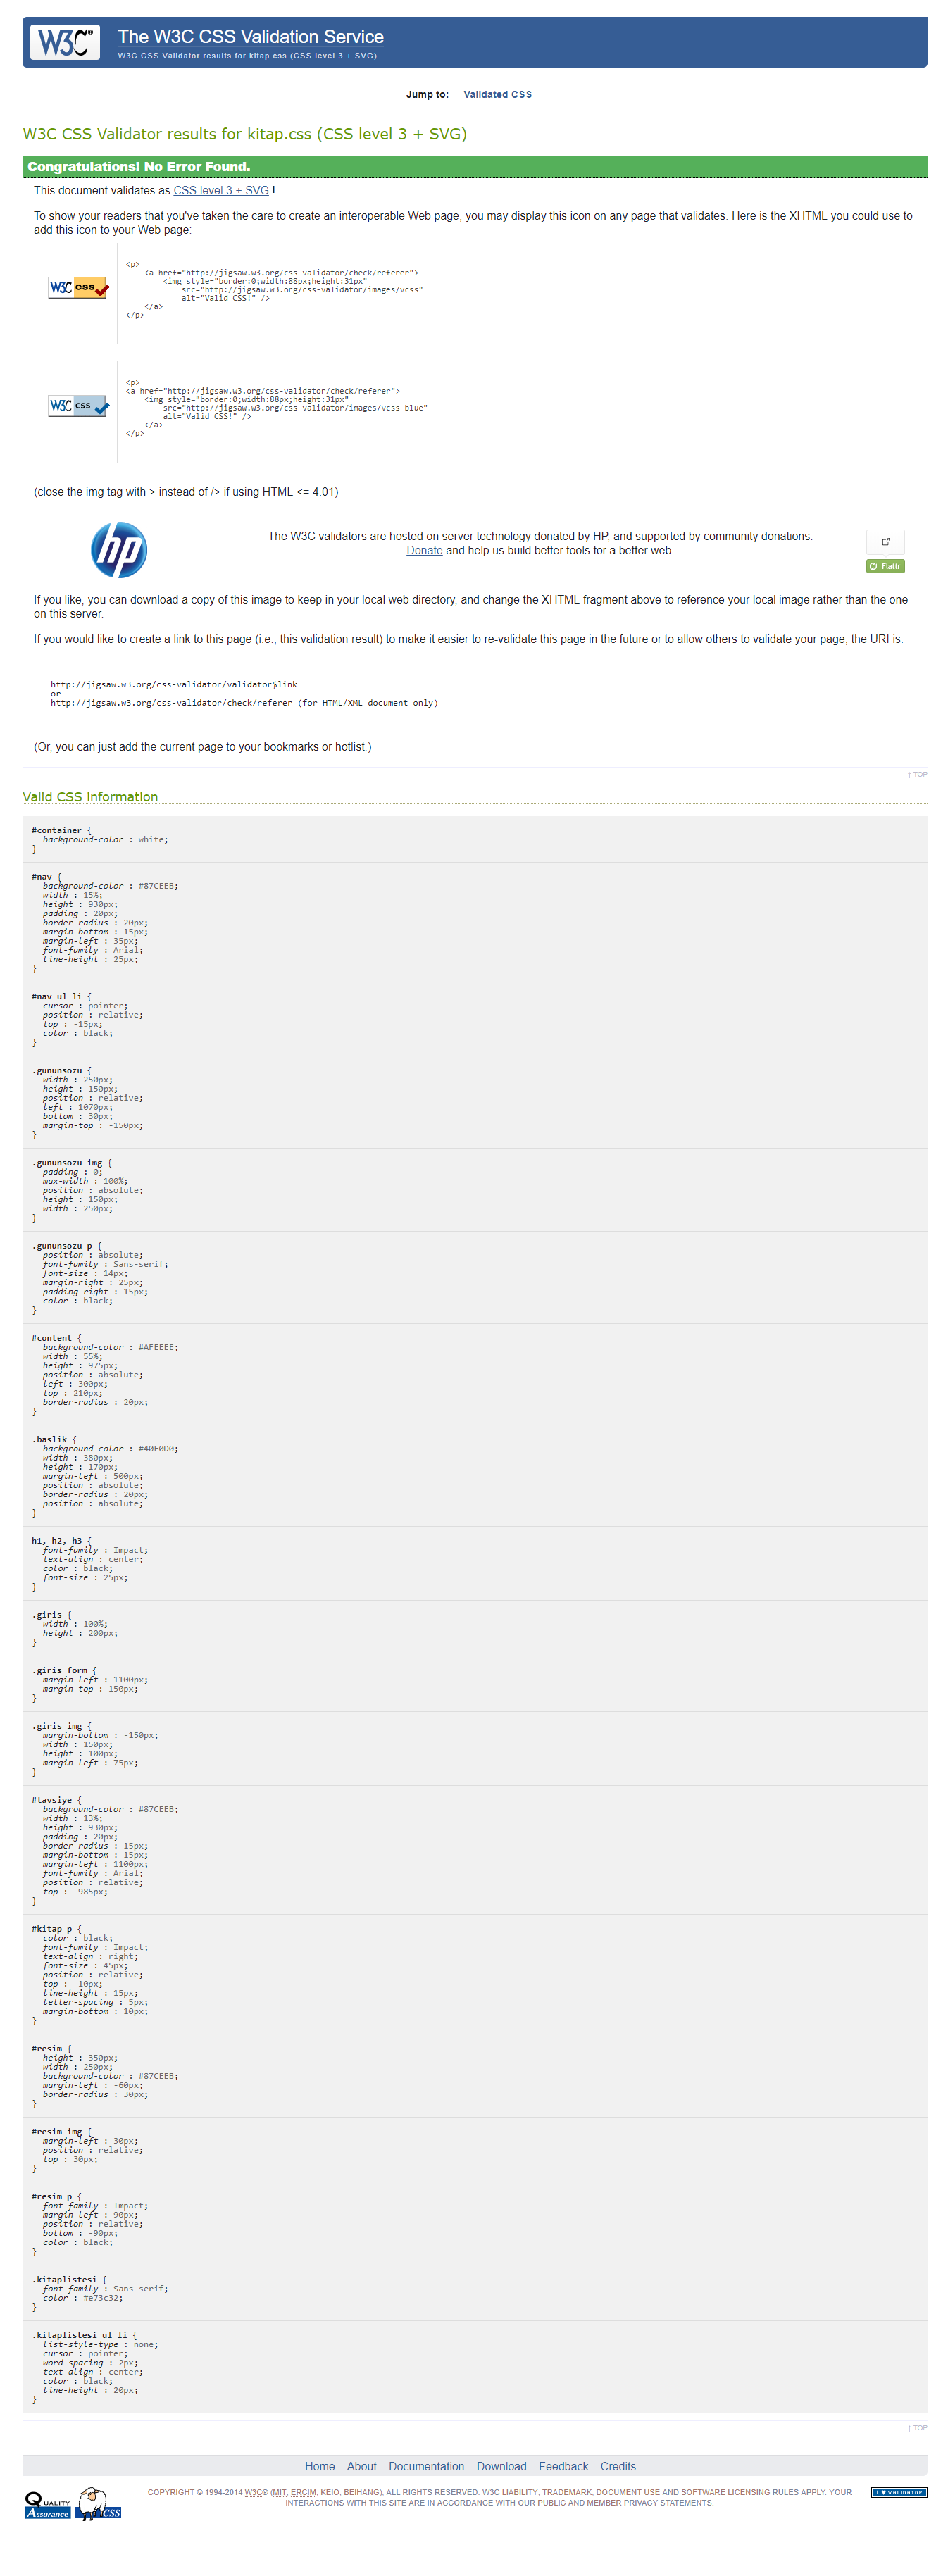 W3C®
The W3C CSS Validation Service
W3C CSS Validator results for kitap.css (CSS level 3 + SVG)
Jump to: Validated CSS
W3C CSS Validator results for kitap.css (CSS level 3 + SVG)
Congratulations! No Error Found.
This document validates as CSS level 3 + SVG !
To show your readers that you've taken the care to create an interoperable Web page, you may display this icon on any page that validates. Here is the XHTML you could use to
add this icon to your Web page:
W3C css
<p>
<a href="http://jigsaw.w3.org/css-validator/check/referer">
<img style="border:0;width:88px;height:31px"
src="http://jigsaw.w3.org/css-validator/images/vcss"
alt="Valid CSS!" />
</a>
</p>
W3C css
<p>
<a href="http://jigsaw.w3.org/css-validator/check/referer">
<img style="border:0;width:88px;height:31px"
src="http://jigsaw.w3.org/css-validator/images/vcss-blue"
alt="Valid CSS!" />
</a>
</p>
(close the img tag with > instead of /> if using HTML <= 4.01)
hp
The W3C validators are hosted on server technology donated by HP, and supported by community donations.
Donate and help us build better tools for a better web.
Flattr
If you like, you can download a copy of this image to keep in your local web directory, and change the XHTML fragment above to reference your local image rather than the one
on this server.
If you would like to create a link to this page (i.e., this validation result) to make it easier to re-validate this page in the future or to allow others to validate your page, the URI is:
http://jigsaw.w3.org/css-validator/validator$link
or
http://jigsaw.w3.org/css-validator/check/referer (for HTML/XML document only)
(Or, you can just add the current page to your bookmarks or hotlist.)
↑ TOP
Valid CSS information
#container {
background-color : white;
}
#nav {
background-color : #87CEEB;
width : 15%;
height : 930px;
padding : 20px;
border-radius : 20px;
margin-bottom : 15px;
margin-left : 35px;
font-family : Arial;
line-height : 25px;
}
#nav ul li {
cursor : pointer;
position : relative;
top : -15px;
color : black;
}
.gununsozu {
width : 250px;
height : 150px;
position : relative;
left : 1070px;
bottom : 30px;
margin-top : -150px;
}
.gununsozu img {
padding : 0;
max-width : 100%;
position : absolute;
height : 150px;
width : 250px;
}
.gununsozu p {
position : absolute;
font-family : Sans-serif;
font-size : 14px;
margin-right : 25px;
padding-right : 15px;
color : black;
}
#content {
background-color : #AFEEEE;
width : 55%;
height : 975px;
position : absolute;
left : 300px;
top : 210px;
border-radius : 20px;
}
.baslik {
background-color : #40E0D0;
width : 380px;
height : 170px;
margin-left : 500px;
position : absolute;
border-radius : 20px;
position : absolute;
}
h1, h2, h3 {
font-family : Impact;
text-align : center;
color : black;
font-size : 25px;
}
.giris {
width : 100%;
height : 200px;
}
.giris form {
margin-left : 1100px;
margin-top : 150px;
}
.giris img {
margin-bottom : -150px;
width : 150px;
height : 100px;
margin-left : 75px;
}
#tavsiye {
background-color : #87CEEB;
width : 13%;
height : 930px;
padding : 20px;
border-radius : 15px;
margin-bottom : 15px;
margin-left : 1100px;
font-family : Arial;
position : relative;
top : -985px;
}
#kitap p {
color : black;
font-family : Impact;
text-align : right;
font-size : 45px;
position : relative;
top : -10px;
line-height : 15px;
letter-spacing : 5px;
margin-bottom : 10px;
}
#resim {
height : 350px;
width : 250px;
background-color : #87CEEB;
margin-left : -60px;
border-radius : 30px;
}
#resim img {
margin-left : 30px;
position : relative;
top : 30px;
}
#resim p {
font-family : Impact;
margin-left : 90px;
position : relative;
bottom : -90px;
color : black;
}
.kitaplistesi {
font-family : Sans-serif;
color : #e73c32;
}
.kitaplistesi ul li {
list-style-type : none;
cursor : pointer;
word-spacing : 2px;
text-align : center;
color : black;
line-height : 20px;
}
↑ TOP
Home About Documentation Download Feedback Credits
QUALITY
Assurance
W3C CSS
COPYRIGHT © 1994-2014 W3C® (MIT, ERCIM, KEIO, BEIHANG), ALL RIGHTS RESERVED. W3C LIABILITY, TRADEMARK, DOCUMENT USE AND SOFTWARE LICENSING RULES APPLY. YOUR
INTERACTIONS WITH THIS SITE ARE IN ACCORDANCE WITH OUR PUBLIC AND MEMBER PRIVACY STATEMENTS.
I ♥ VALIDATOR